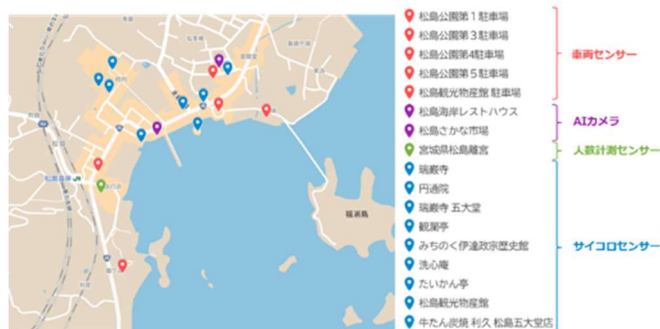 松島公園第1駐車場
松島公園第3駐車場
松島公園第4駐車場
松島公園第5駐車場
松島観光物産館 駐車場
車両センサー
松島海岸レストハウス
松島さかな市場
AIカメラ
宮城県松島離宮
人数計測センサー
瑞巌寺
円通院
瑞巌寺 五大堂
観瀾亭
みちのく伊達政宗歴史館
洗心庵
たいかん亭
松島観光物産館
牛たん炭焼 利久 松島五大堂店
サイコロセンサー
松島海岸 JR
福浦島